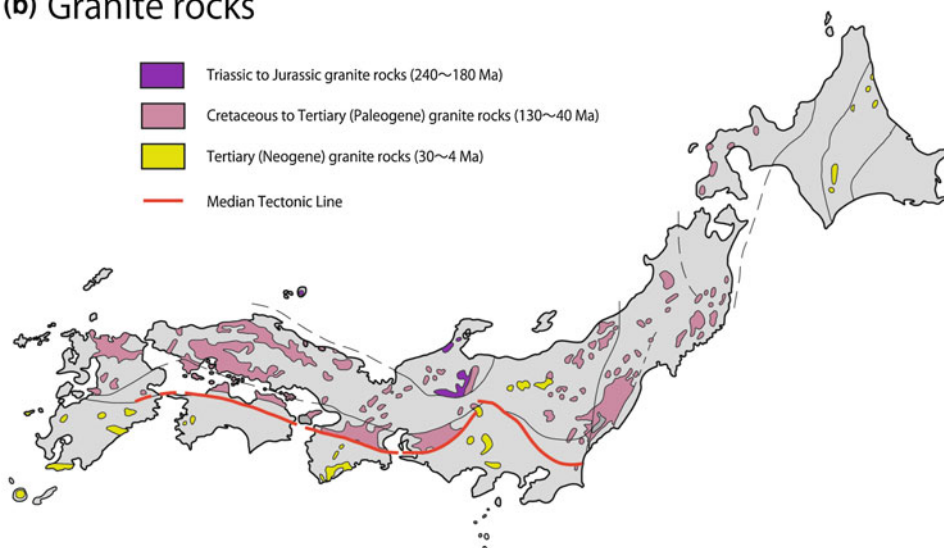 (b) Granite rocks
Triassic to Jurassic granite rocks (240～180 Ma)
Cretaceous to Tertiary (Paleogene) granite rocks (130～40 Ma)
Tertiary (Neogene) granite rocks (30～4 Ma)
Median Tectonic Line